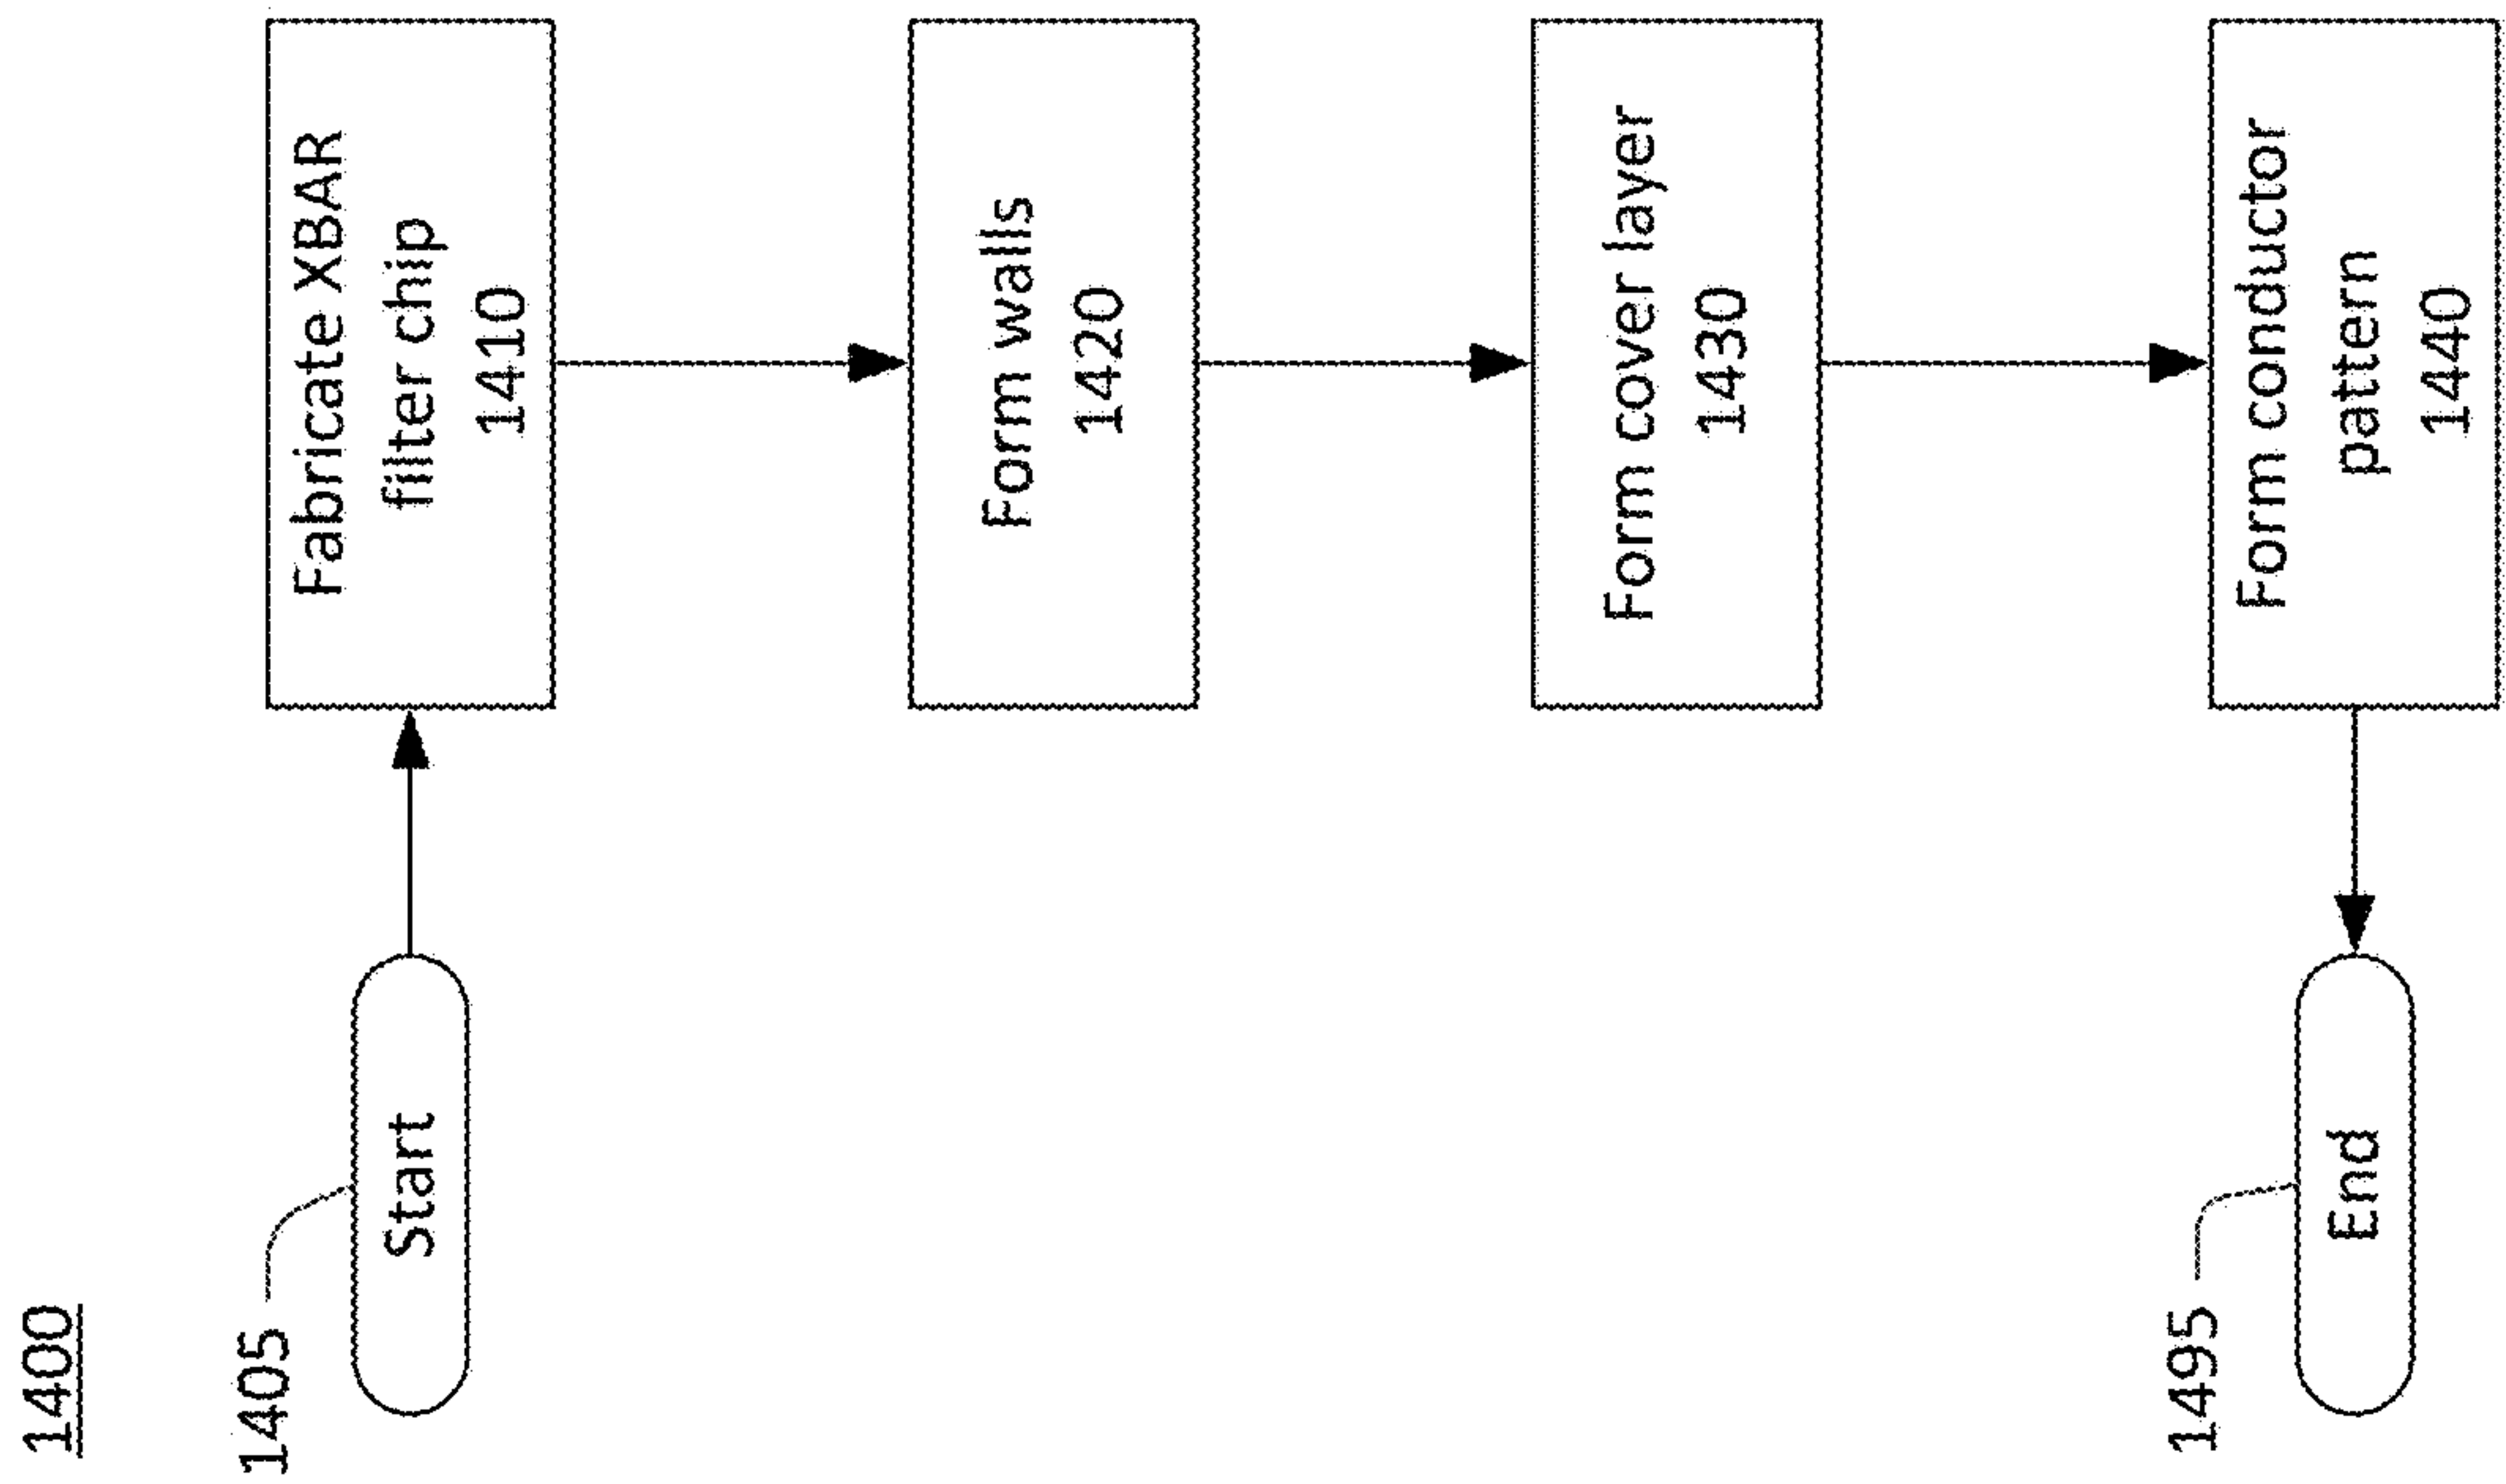 1400
1405
Start
Fabricate XBAR
filter chip
1410
Form walls
1420
Form cover layer
1430
Form conductor
pattern
1440
1495
End